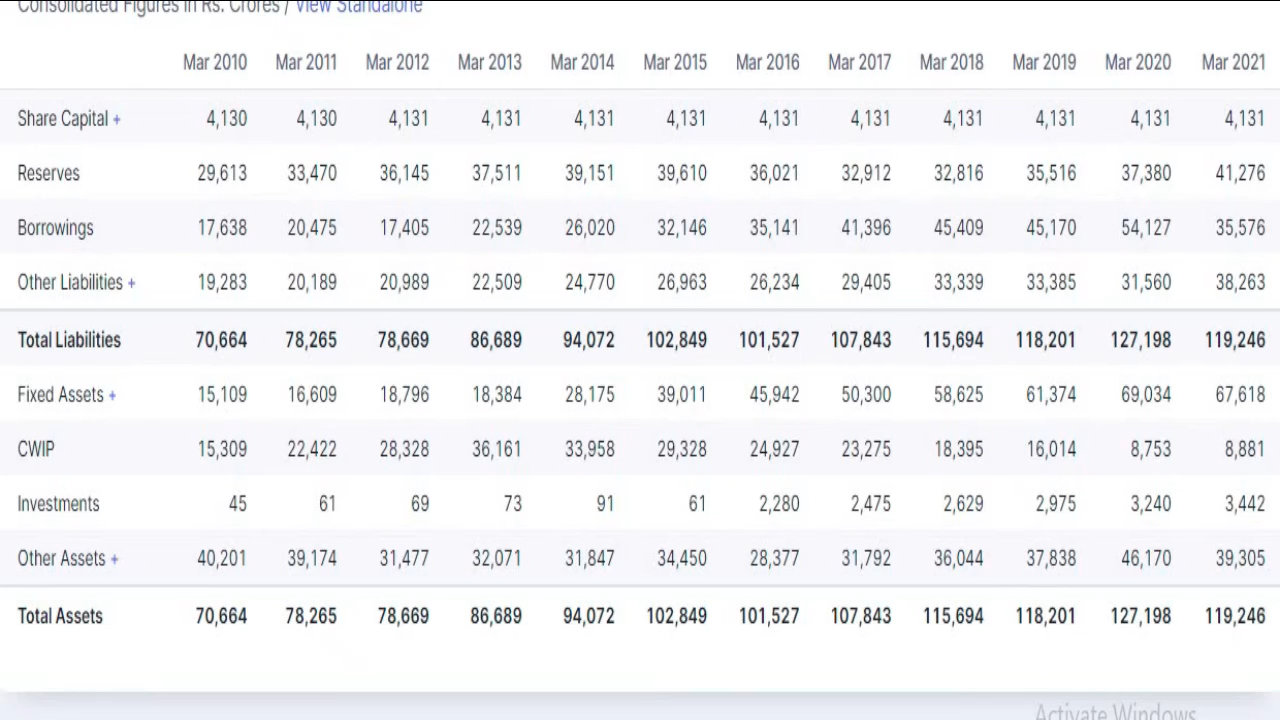 Consolidated Figures in Rs. Crores / View Standalone
Mar 2010 Mar 2011 Mar 2012 Mar 2013 Mar 2014 Mar 2015 Mar 2016 Mar 2017 Mar 2018 Mar 2019 Mar 2020 Mar 2021
Share Capital + 4,130 4,130 4,131 4,131 4,131 4,131 4,131 4,131 4,131 4,131 4,131 4,131
Reserves 29,613 33,470 36,145 37,511 39,151 39,610 36,021 32,912 32,816 35,516 37,380 41,276
Borrowings 17,638 20,475 17,405 22,539 26,020 32,146 35,141 41,396 45,409 45,170 54,127 35,576
Other Liabilities + 19,283 20,189 20,989 22,509 24,770 26,963 26,234 29,405 33,339 33,385 31,560 38,263
Total Liabilities 70,664 78,265 78,669 86,689 94,072 102,849 101,527 107,843 115,694 118,201 127,198 119,246
Fixed Assets + 15,109 16,609 18,796 18,384 28,175 39,011 45,942 50,300 58,625 61,374 69,034 67,618
CWIP 15,309 22,422 28,328 36,161 33,958 29,328 24,927 23,275 18,395 16,014 8,753 8,881
Investments 45 61 69 73 91 61 2,280 2,475 2,629 2,975 3,240 3,442
Other Assets + 40,201 39,174 31,477 32,071 31,847 34,450 28,377 31,792 36,044 37,838 46,170 39,305
Total Assets 70,664 78,265 78,669 86,689 94,072 102,849 101,527 107,843 115,694 118,201 127,198 119,246
Activate Windows